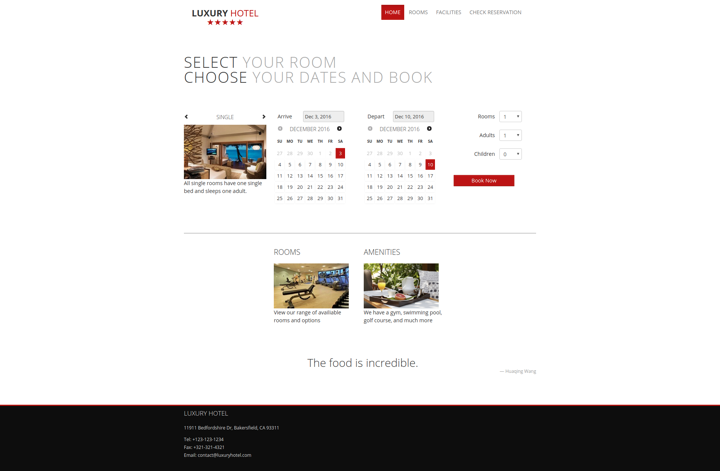 LUXURY HOTEL
★★★★★
HOME ROOMS FACILITIES CHECK RESERVATION
SELECT YOUR ROOM
CHOOSE YOUR DATES AND BOOK
SINGLE
All single rooms have one single
bed and sleeps one adult.
Arrive Dec 3, 2016
DECEMBER 2016
SU MO TU WE TH FR SA
27 28 29 30 1 2 3
4 5 6 7 8 9 10
11 12 13 14 15 16 17
18 19 20 21 22 23 24
25 26 27 28 29 30 31
Depart Dec 10, 2016
DECEMBER 2016
SU MO TU WE TH FR SA
27 28 29 30 1 2 3
4 5 6 7 8 9 10
11 12 13 14 15 16 17
18 19 20 21 22 23 24
25 26 27 28 29 30 31
Rooms 1
Adults 1
Children 0
Book Now
ROOMS
View our range of availiable
rooms and options
AMENITIES
We have a gym, swimming pool,
golf course, and much more
The food is incredible.
— Huaqing Wang
LUXURY HOTEL
11911 Bedfordshire Dr, Bakersfield, CA 93311
Tel: +123-123-1234
Fax: +321-321-4321
Email: contact@luxuryhotel.com